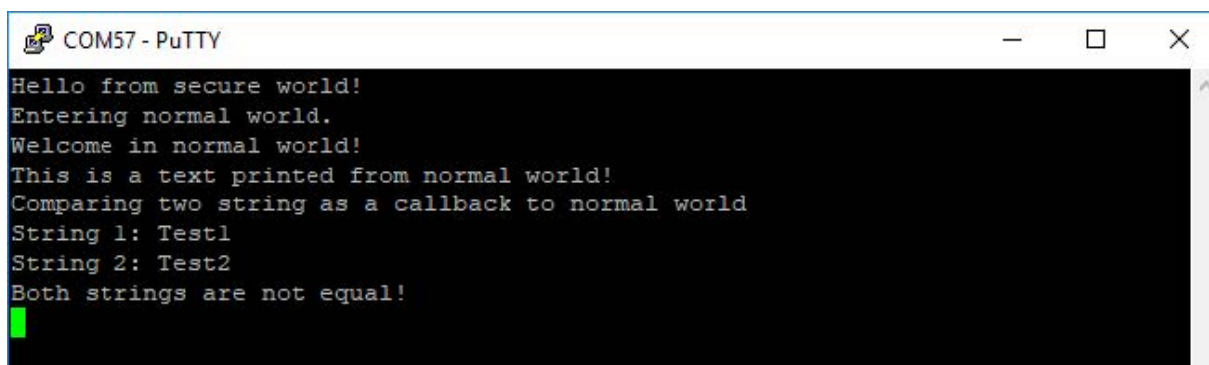 COM57 - PuTTY
Hello from secure world!
Entering normal world.
Welcome in normal world!
This is a text printed from normal world!
Comparing two string as a callback to normal world
String 1: Test1
String 2: Test2
Both strings are not equal!